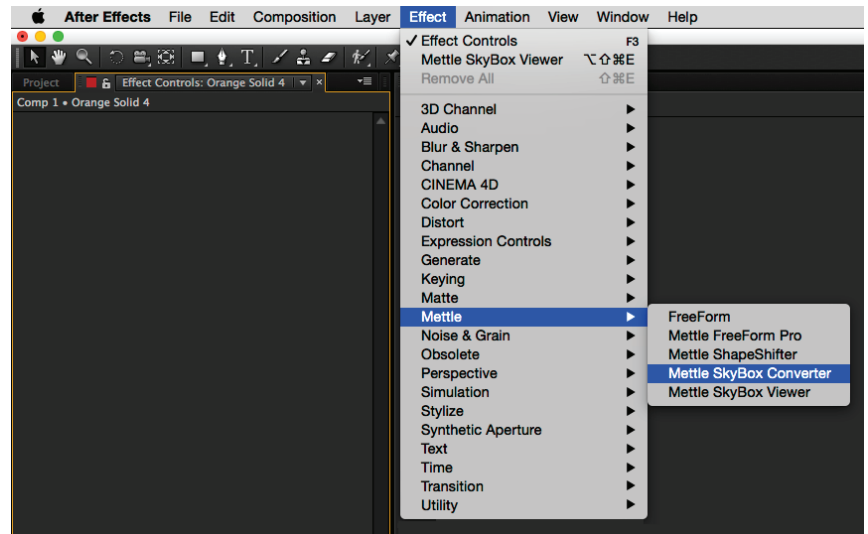 After Effects File Edit Composition Layer Effect Animation View Window Help
T
Project Effect Controls: Orange Solid 4 ×
Comp 1 • Orange Solid 4
✓ Effect Controls F3
Mettle SkyBox Viewer ⌥⇧⌘E
Remove All ⇧⌘E
3D Channel
Audio
Blur & Sharpen
Channel
CINEMA 4D
Color Correction
Distort
Expression Controls
Generate
Keying
Matte
Mettle
Noise & Grain
Obsolete
Perspective
Simulation
Stylize
Synthetic Aperture
Text
Time
Transition
Utility
FreeForm
Mettle FreeForm Pro
Mettle ShapeShifter
Mettle SkyBox Converter
Mettle SkyBox Viewer